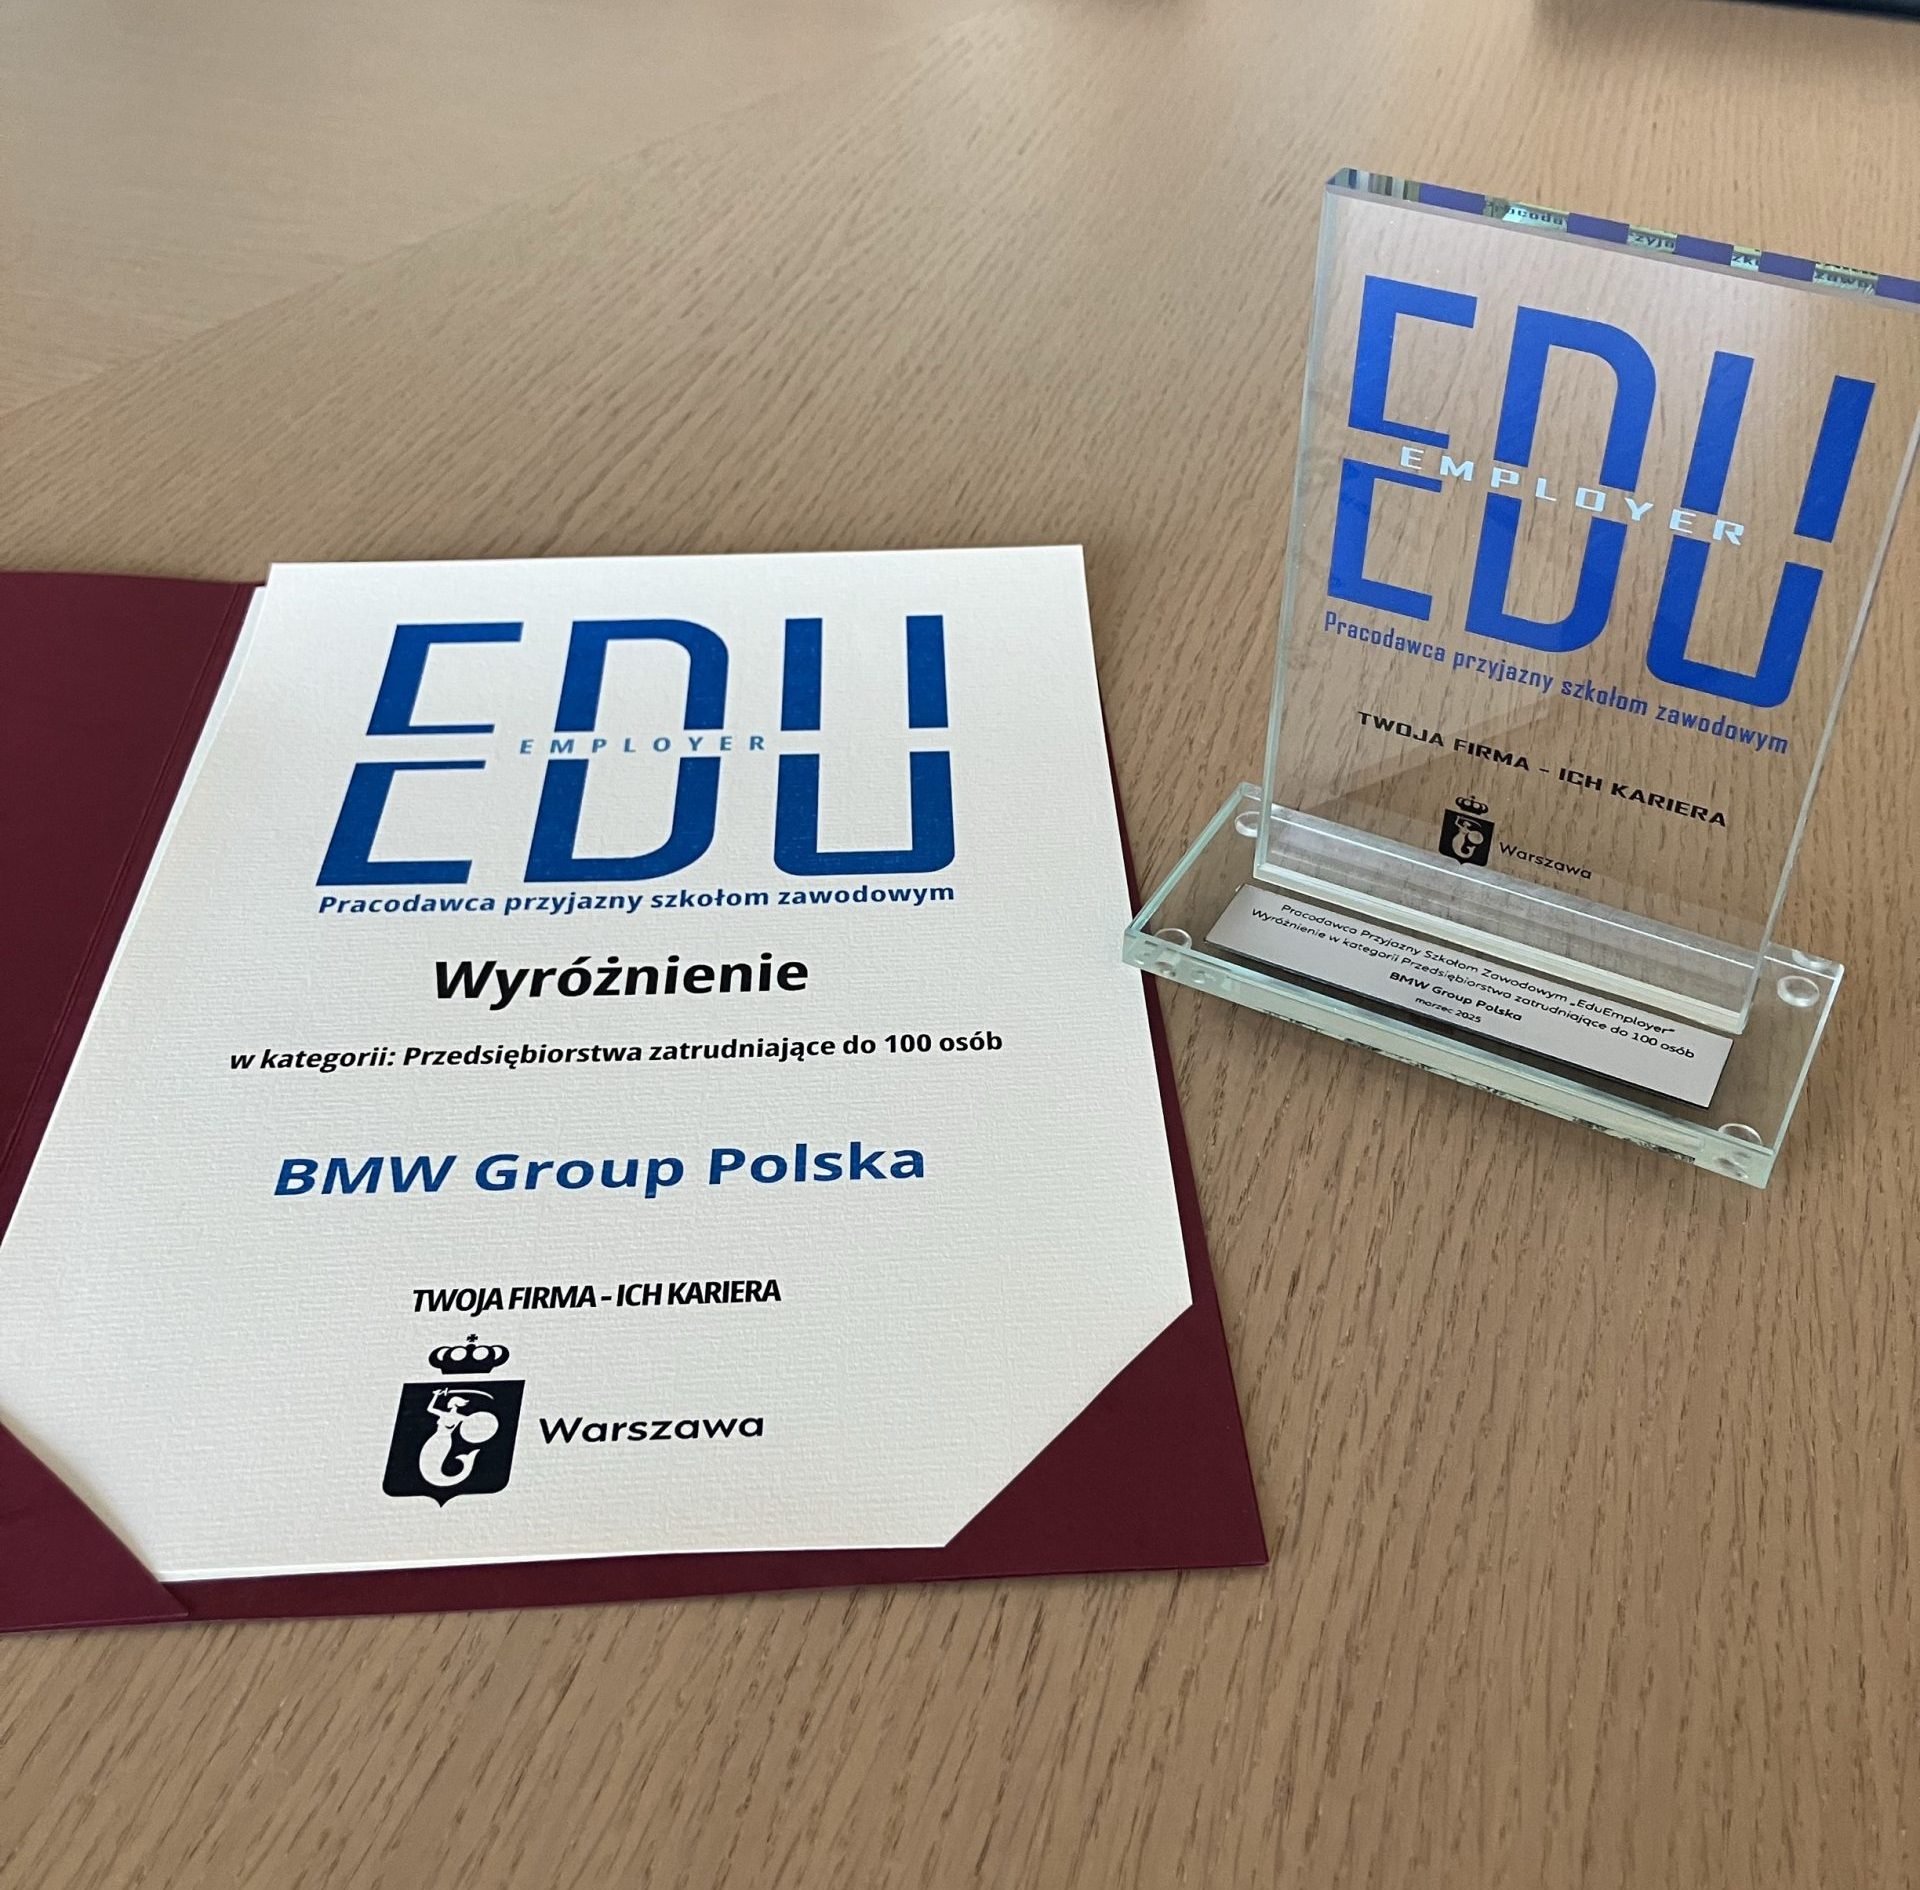 EDU
EMPLOYER
Pracodawca przyjazny szkołom zawodowym
Wyróżnienie
w kategorii: Przedsiębiorstwa zatrudniające do 100 osób
BMW Group Polska
TWOJA FIRMA - ICH KARIERA
Warszawa
EDU
EMPLOYER
Pracodawca przyjazny szkołom zawodowym
TWOJA FIRMA - ICH KARIERA
Warszawa
Pracodawca Przyjazny Szkołom Zawodowym „EduEmployer”
Wyróżnienie w kategorii Przedsiębiorstwa zatrudniające do 100 osób
BMW Group Polska
marzec 2025